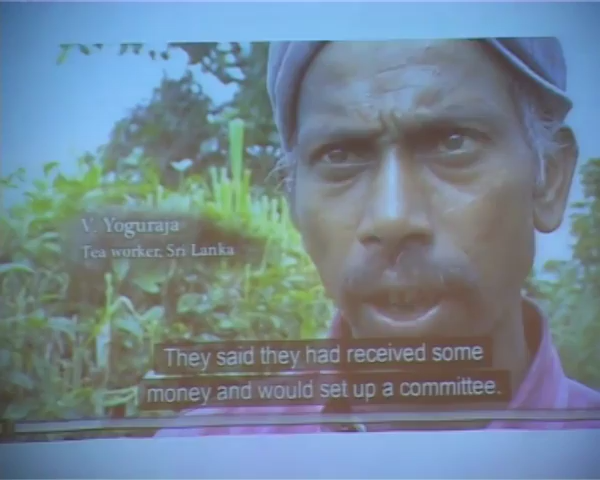 V. Yoguraja
Tea worker, Sri Lanka
They said they had received some
money and would set up a committee.